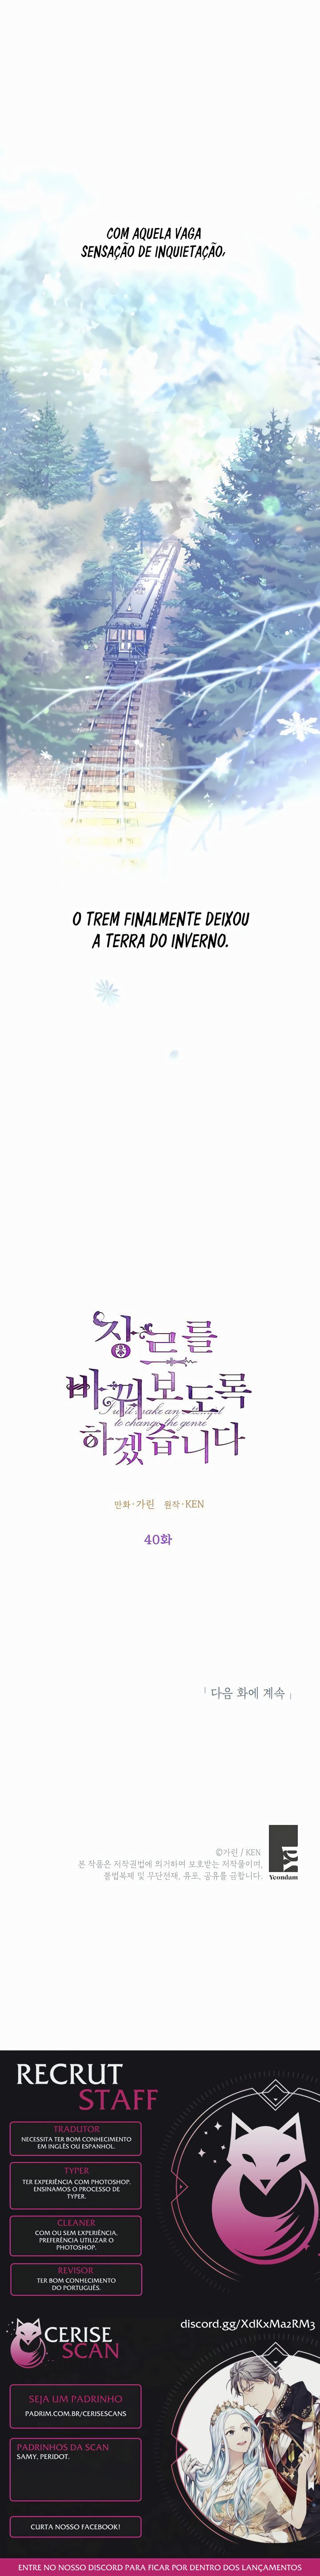 COM AQUELA VAGA
SENSAÇÃO DE INQUIETAÇÃO,
O TREM FINALMENTE DEIXOU
A TERRA DO INVERNO.
장르를
바꿔보도록
I will make an attempt
to change the genre
하겠습니다
만화·가린 원작·KEN
40화
「다음 화에 계속」
©가린 / KEN
본 작품은 저작권법에 의거하여 보호받는 저작물이며,
불법복제 및 무단전재, 유포, 공유를 금합니다.
Yd
Yeondam
RECRUT
STAFF
TRADUTOR
NECESSITA TER BOM CONHECIMENTO
EM INGLÊS OU ESPANHOL.
TYPER
TER EXPERIÊNCIA COM PHOTOSHOP,
ENSINAMOS O PROCESSO DE
TYPER.
CLEANER
COM OU SEM EXPERIÊNCIA,
PREFERÊNCIA UTILIZAR O
PHOTOSHOP.
REVISOR
TER BOM CONHECIMENTO
DO PORTUGUÊS.
discord.gg/XdKxMa2RM3
CERISE
SCAN
SEJA UM PADRINHO
PADRIM.COM.BR/CERISESCANS
PADRINHOS DA SCAN
SAMY, PERIDOT.
CURTA NOSSO FACEBOOK!
ENTRE NO NOSSO DISCORD PARA FICAR POR DENTRO DOS LANÇAMENTOS